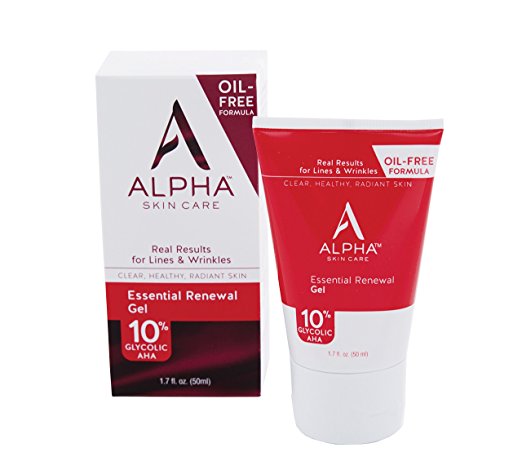 OIL-
FREE
FORMULA
ALPHA™
SKIN CARE
Real Results
for Lines & Wrinkles
CLEAR, HEALTHY, RADIANT SKIN
Essential Renewal
Gel
10%
GLYCOLIC
AHA
1.7 fl. oz. (50ml)
Real Results
for Lines & Wrinkles
OIL-FREE
FORMULA
CLEAR, HEALTHY, RADIANT SKIN
ALPHA™
SKIN CARE
Essential Renewal
Gel
10%
GLYCOLIC
AHA
1.7 fl. oz. (50 ml)